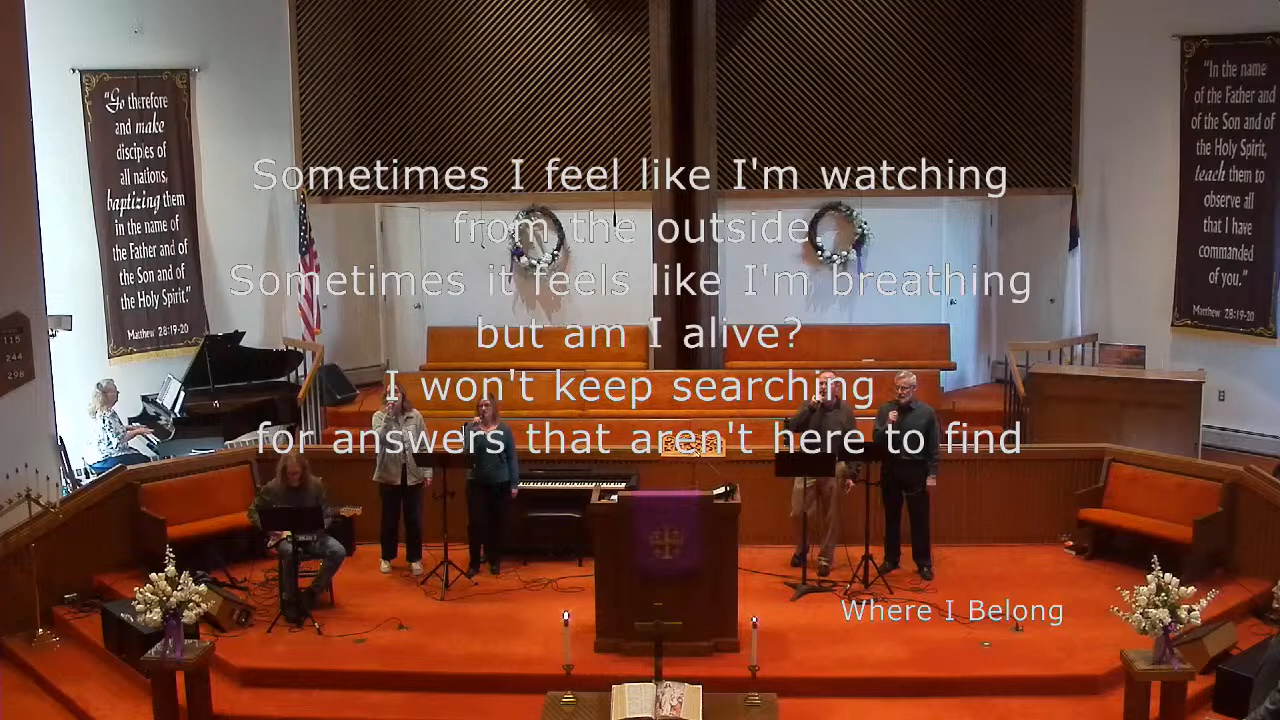 "Go therefore
and make
disciples of
all nations,
baptizing them
in the name of
the Father and of
the Son and of
the Holy Spirit."
Matthew 28:19-20
"In the name
of the Father and
of the Son and of
the Holy Spirit,
teach them to
observe all
that I have
commanded
of you."
Matthew 28:19-20
Sometimes I feel like I'm watching
from the outside
Sometimes it feels like I'm breathing
but am I alive?
I won't keep searching
for answers that aren't here to find
Where I Belong
115
244
298